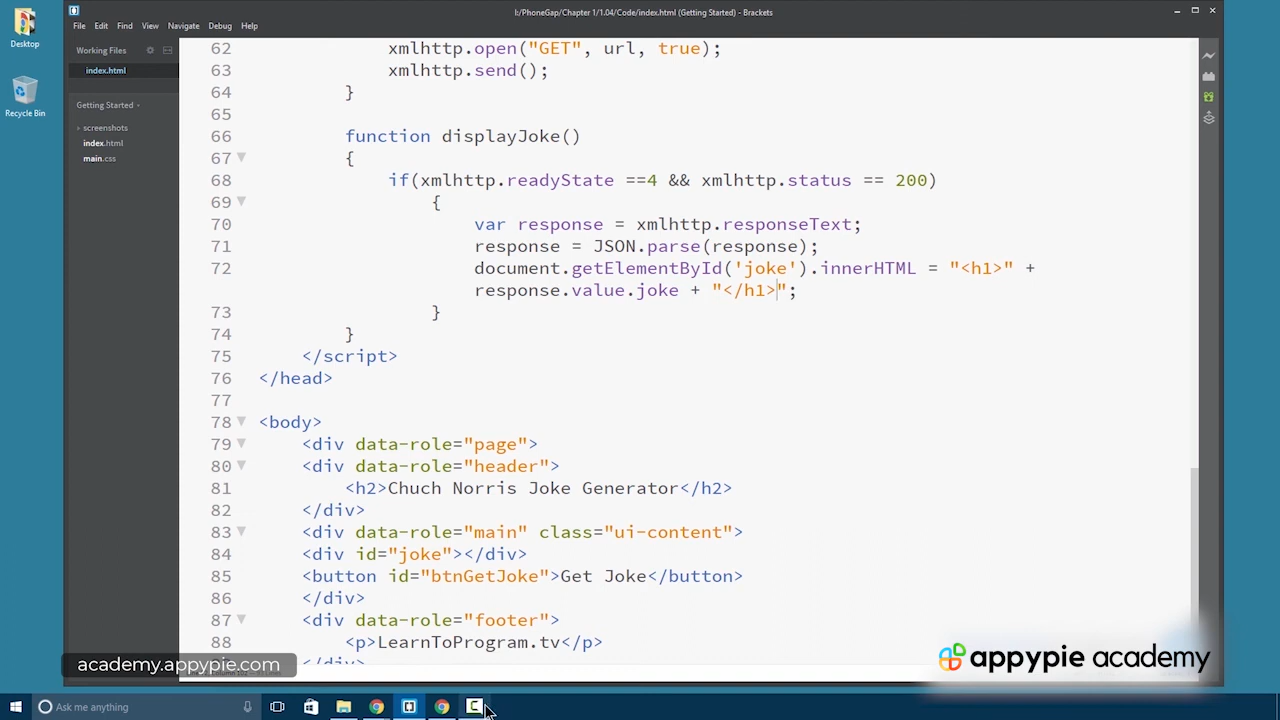 I:/PhoneGap/Chapter 1/1.04/Code/index.html (Getting Started) - Brackets
File Edit Find View Navigate Debug Help
Desktop
Recycle Bin
Working Files
index.html
Getting Started
screenshots
index.html
main.css
62 xmlhttp.open("GET", url, true);
63 xmlhttp.send();
64 }
65
66 function displayJoke()
67 {
68 if(xmlhttp.readyState ==4 && xmlhttp.status == 200)
69 {
70 var response = xmlhttp.responseText;
71 response = JSON.parse(response);
72 document.getElementById('joke').innerHTML = "<h1>" +
response.value.joke + "</h1>";
73 }
74 }
75 </script>
76 </head>
77
78 <body>
79 <div data-role="page">
80 <div data-role="header">
81 <h2>Chuch Norris Joke Generator</h2>
82 </div>
83 <div data-role="main" class="ui-content">
84 <div id="joke"></div>
85 <button id="btnGetJoke">Get Joke</button>
86 </div>
87 <div data-role="footer">
88 <p>LearnToProgram.tv</p>
</div>
academy.appypie.com
appypie academy
Ask me anything